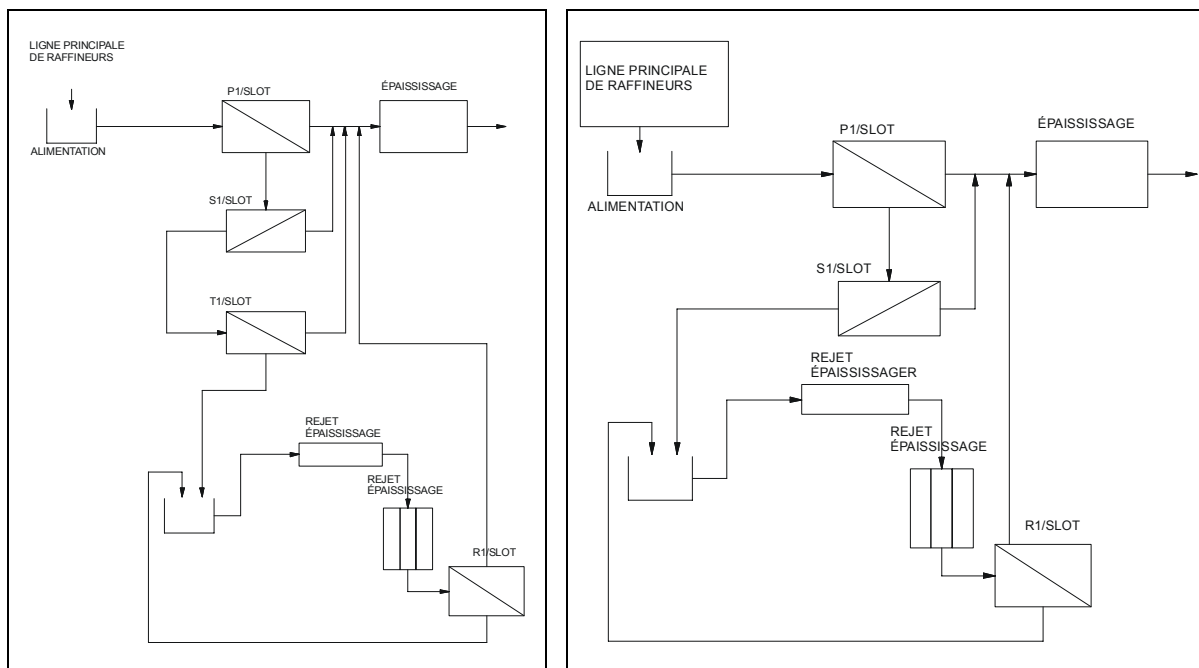 LIGNE PRINCIPALE
DE RAFFINEURS
P1/SLOT
ÉPAISSISSAGE
ALIMENTATION
S1/SLOT
T1/SLOT
REJET
ÉPAISSISSAGE
REJET
ÉPAISSISSAGE
R1/SLOT
LIGNE PRINCIPALE
DE RAFFINEURS
P1/SLOT
ÉPAISSISSAGE
ALIMENTATION
S1/SLOT
REJET
ÉPAISSISSAGER
REJET
ÉPAISSISSAGE
R1/SLOT